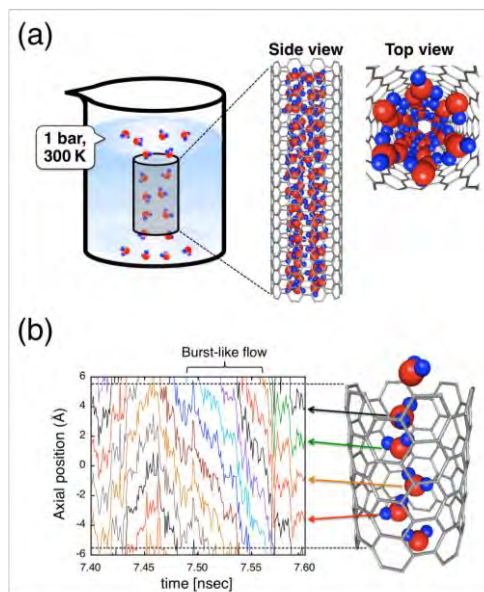 (a)
Side view
Top view
1 bar,
300 K
(b)
Burst-like flow
Axial position (Å)
6
4
2
0
-2
-4
-6
7.40
7.45
7.50
7.55
7.60
time [nsec]